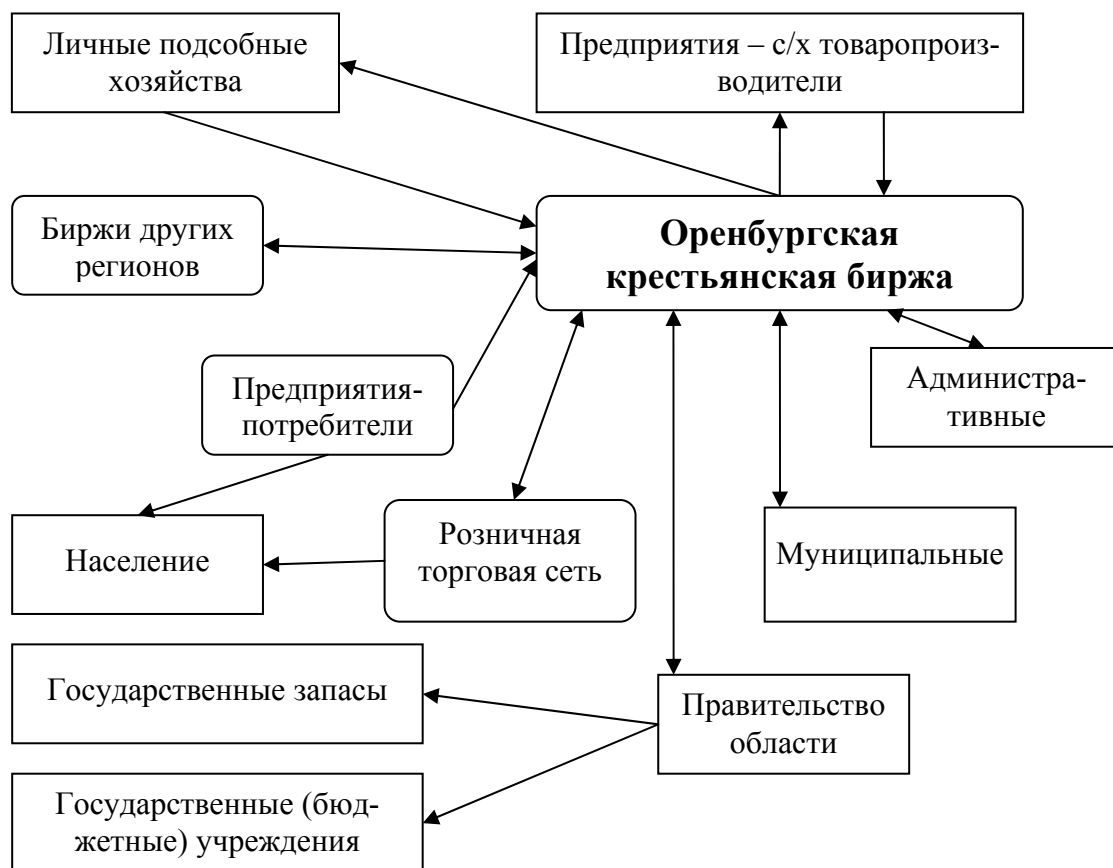 Личные подсобные
хозяйства
Предприятия – с/х товаропроиз-
водители
Биржи других
регионов
Оренбургская
крестьянская биржа
Предприятия-
потребители
Администра-
тивные
Население
Розничная
торговая сеть
Муниципальные
Государственные запасы
Правительство
области
Государственные (бюд-
жетные) учреждения